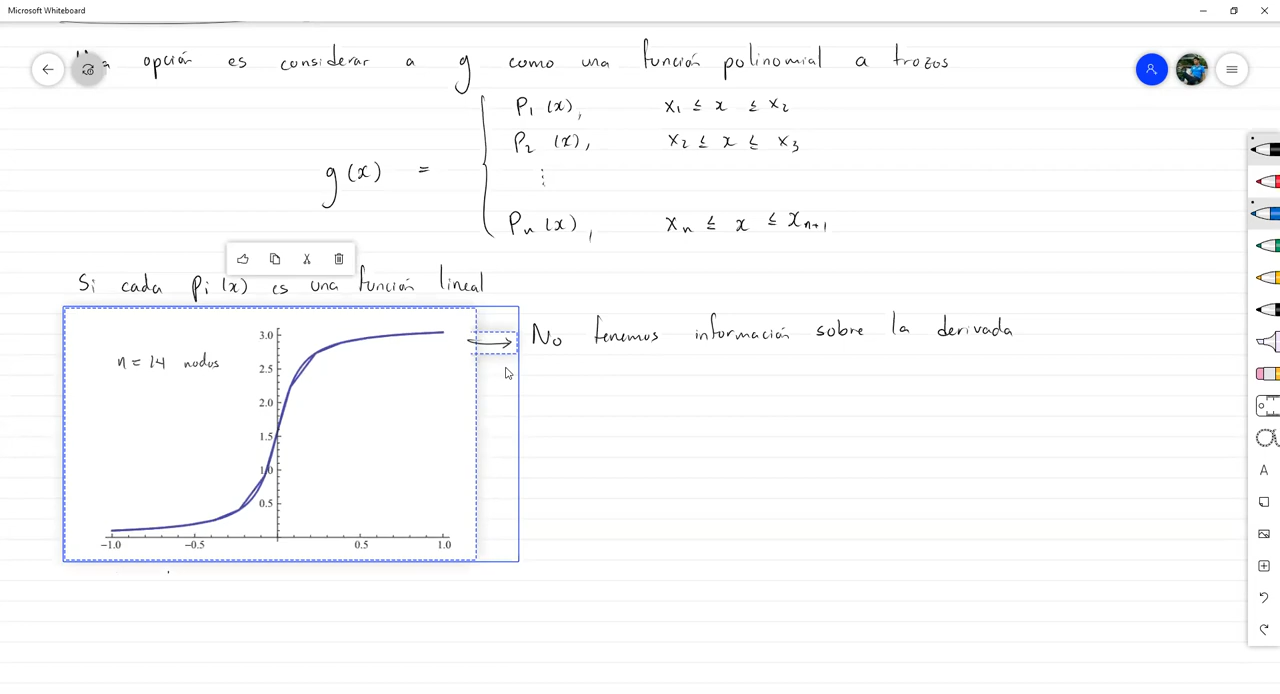 Microsoft Whiteboard
opción es considerar a g como una función polinomial a trozos
P1 (x), x1 ≤ x ≤ x2
P2 (x), x2 ≤ x ≤ x3
g(x) = ⋮
Pn (x), xn ≤ x ≤ xn+1
Si cada Pi (x) es una función lineal
→ No tenemos información sobre la derivada
n = 14 nodos
3.0
2.5
2.0
1.5
1.0
0.5
−1.0 −0.5 0.5 1.0
A